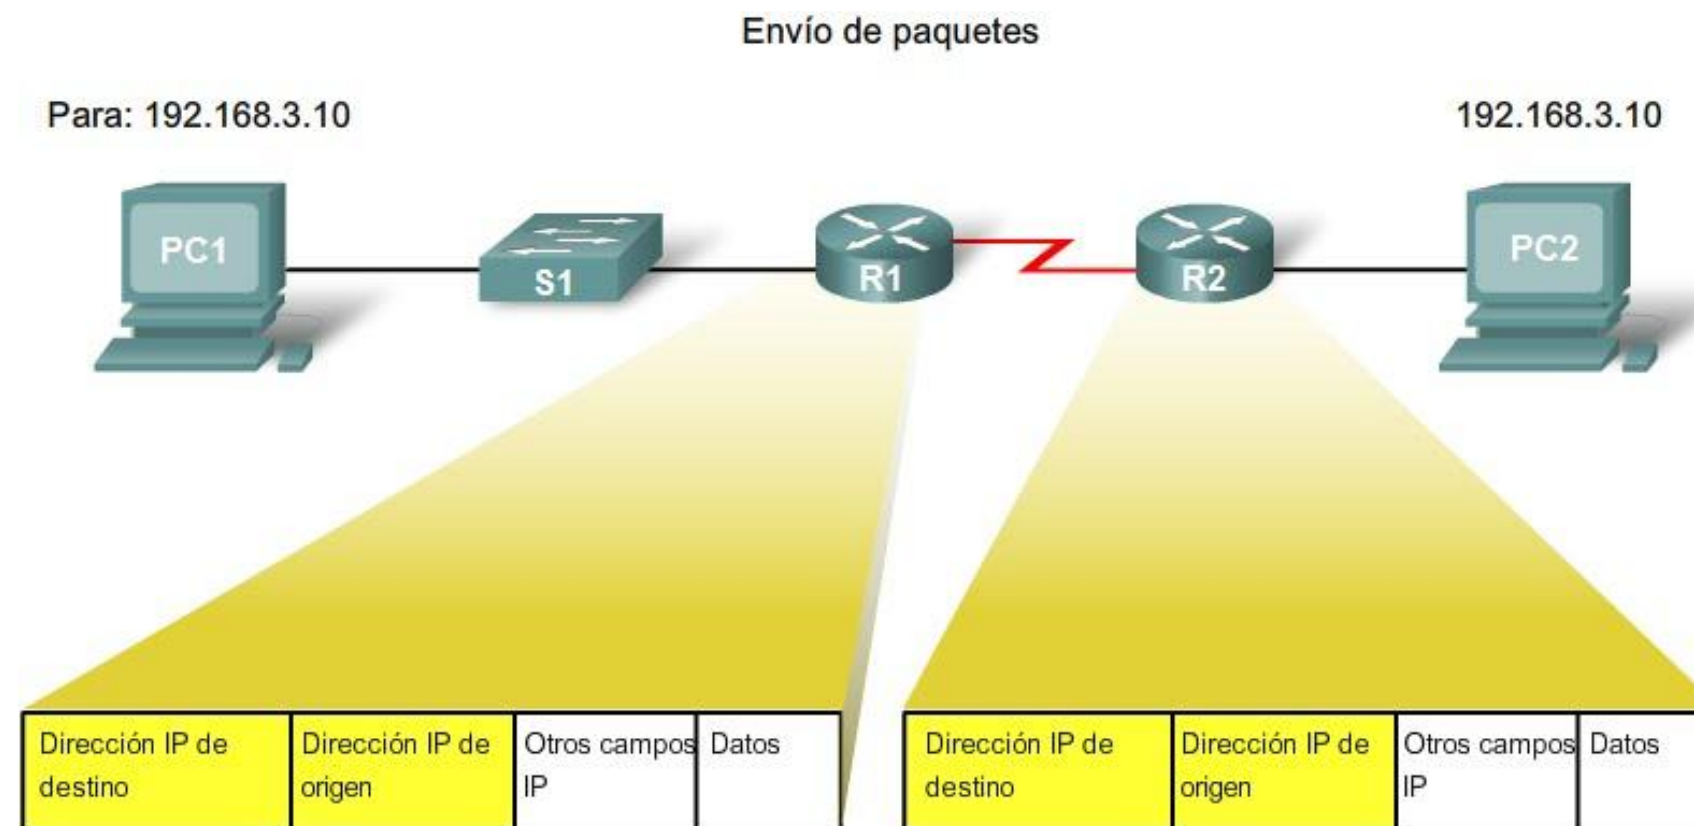 Envío de paquetes
Para: 192.168.3.10
192.168.3.10
PC1
S1
R1
R2
PC2
Dirección IP de
destino
Dirección IP de
origen
Otros campos
IP
Datos
Dirección IP de
destino
Dirección IP de
origen
Otros campos
IP
Datos